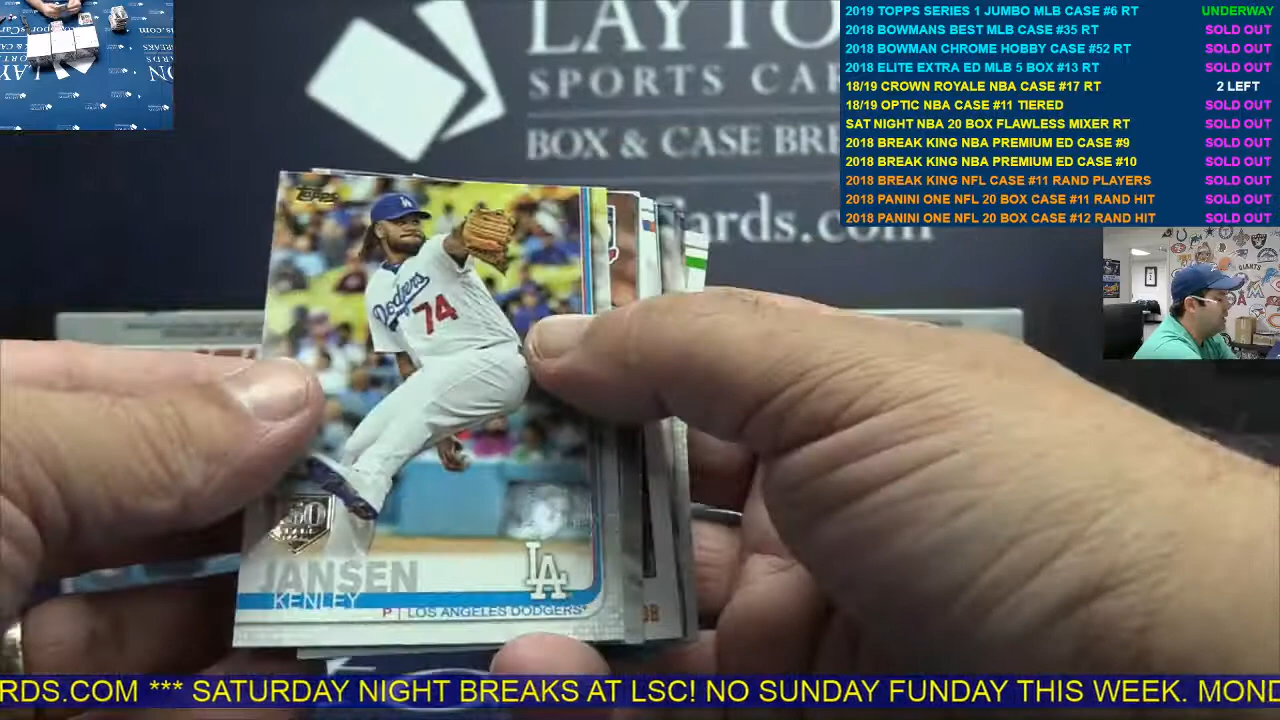 2019 TOPPS SERIES 1 JUMBO MLB CASE #6 RT UNDERWAY
2018 BOWMANS BEST MLB CASE #35 RT SOLD OUT
2018 BOWMAN CHROME HOBBY CASE #52 RT SOLD OUT
2018 ELITE EXTRA ED MLB 5 BOX #13 RT SOLD OUT
18/19 CROWN ROYALE NBA CASE #17 RT 2 LEFT
18/19 OPTIC NBA CASE #11 TIERED SOLD OUT
SAT NIGHT NBA 20 BOX FLAWLESS MIXER RT SOLD OUT
2018 BREAK KING NBA PREMIUM ED CASE #9 SOLD OUT
2018 BREAK KING NBA PREMIUM ED CASE #10 SOLD OUT
2018 BREAK KING NFL CASE #11 RAND PLAYERS SOLD OUT
2018 PANINI ONE NFL 20 BOX CASE #11 RAND HIT SOLD OUT
2018 PANINI ONE NFL 20 BOX CASE #12 RAND HIT SOLD OUT
LAYTO
SPORTS CAR
BOX & CASE BRE
Cards.com
Topps
LA
Dodgers
74
JANSEN
KENLEY
LA
P | LOS ANGELES DODGERS
GIANTS
RDS.COM *** SATURDAY NIGHT BREAKS AT LSC! NO SUNDAY FUNDAY THIS WEEK. MOND